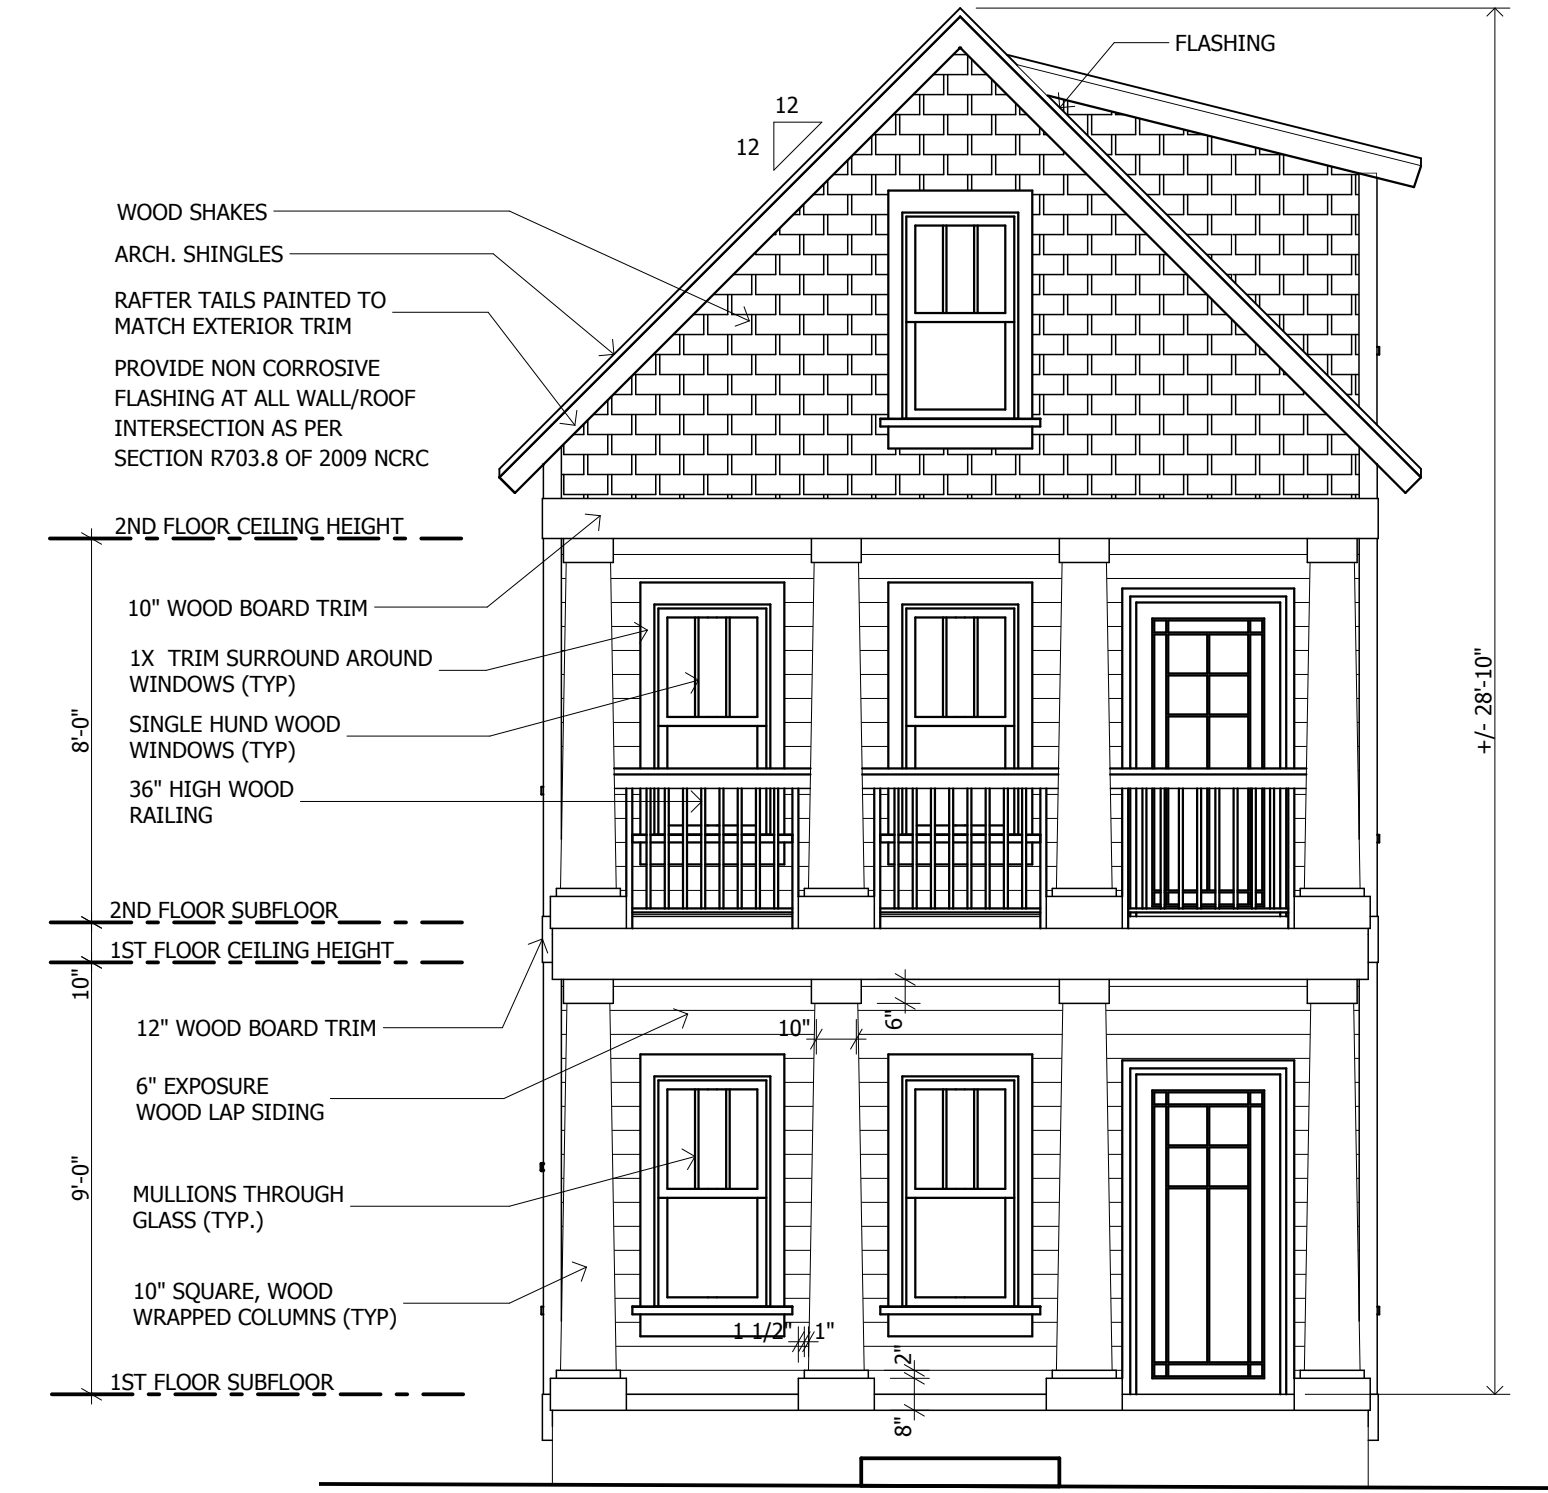 FLASHING
12
12
WOOD SHAKES
ARCH. SHINGLES
RAFTER TAILS PAINTED TO
MATCH EXTERIOR TRIM
PROVIDE NON CORROSIVE
FLASHING AT ALL WALL/ROOF
INTERSECTION AS PER
SECTION R703.8 OF 2009 NCRC
2ND FLOOR CEILING HEIGHT
10" WOOD BOARD TRIM
1X TRIM SURROUND AROUND
WINDOWS (TYP)
SINGLE HUND WOOD
WINDOWS (TYP)
8'-0"
+/- 28'-10"
36" HIGH WOOD
RAILING
2ND FLOOR SUBFLOOR
1ST FLOOR CEILING HEIGHT
10"
12" WOOD BOARD TRIM
10"
6"
6" EXPOSURE
WOOD LAP SIDING
9'-0"
MULLIONS THROUGH
GLASS (TYP.)
10" SQUARE, WOOD
WRAPPED COLUMNS (TYP)
1 1/2"
1"
2"
1ST FLOOR SUBFLOOR
8"